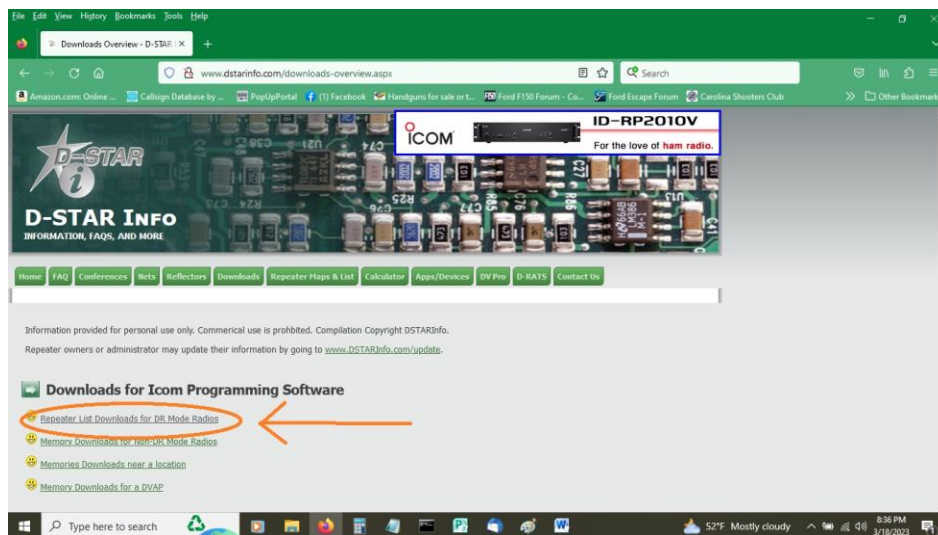 File Edit View History Bookmarks Tools Help
Downloads Overview - D-STAR I
www.dstarinfo.com/downloads-overview.aspx
Search
Amazon.com: Online ... Callsign Database by ... PopUpPortal (1) Facebook Handguns for sale or t... Ford F150 Forum - Co... Ford Escape Forum Carolina Shooters Club Other Bookmark
D-STAR
i
D-STAR INFO
INFORMATION, FAQS, AND MORE
ICOM
ID-RP2010V
For the love of ham radio.
Home FAQ Conferences Nets Reflectors Downloads Repeater Maps & List Calculator Apps/Devices DV Pro D-RATS Contact Us
Information provided for personal use only. Commerical use is prohbited. Compilation Copyright DSTARInfo.
Repeater owners or administrator may update their information by going to www.DSTARInfo.com/update.
Downloads for Icom Programming Software
Repeater List Downloads for DR Mode Radios
Memory Downloads for Non-DR Mode Radios
Memories Downloads near a location
Memory Downloads for a DVAP
Type here to search
52°F Mostly cloudy
8:36 PM
3/18/2023